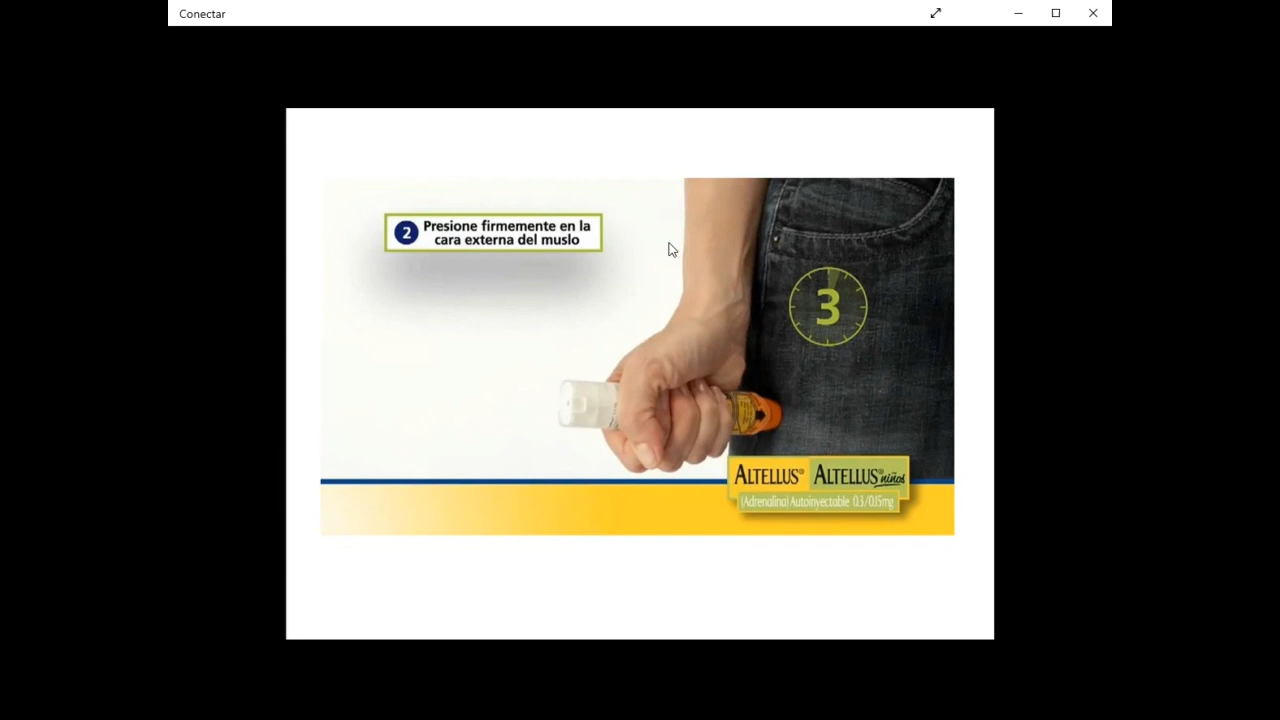 Conectar
2 Presione firmemente en la
cara externa del muslo
3
ALTELLUS® ALTELLUS® niños
(Adrenalina) Autoinyectable 0.3/0.15mg